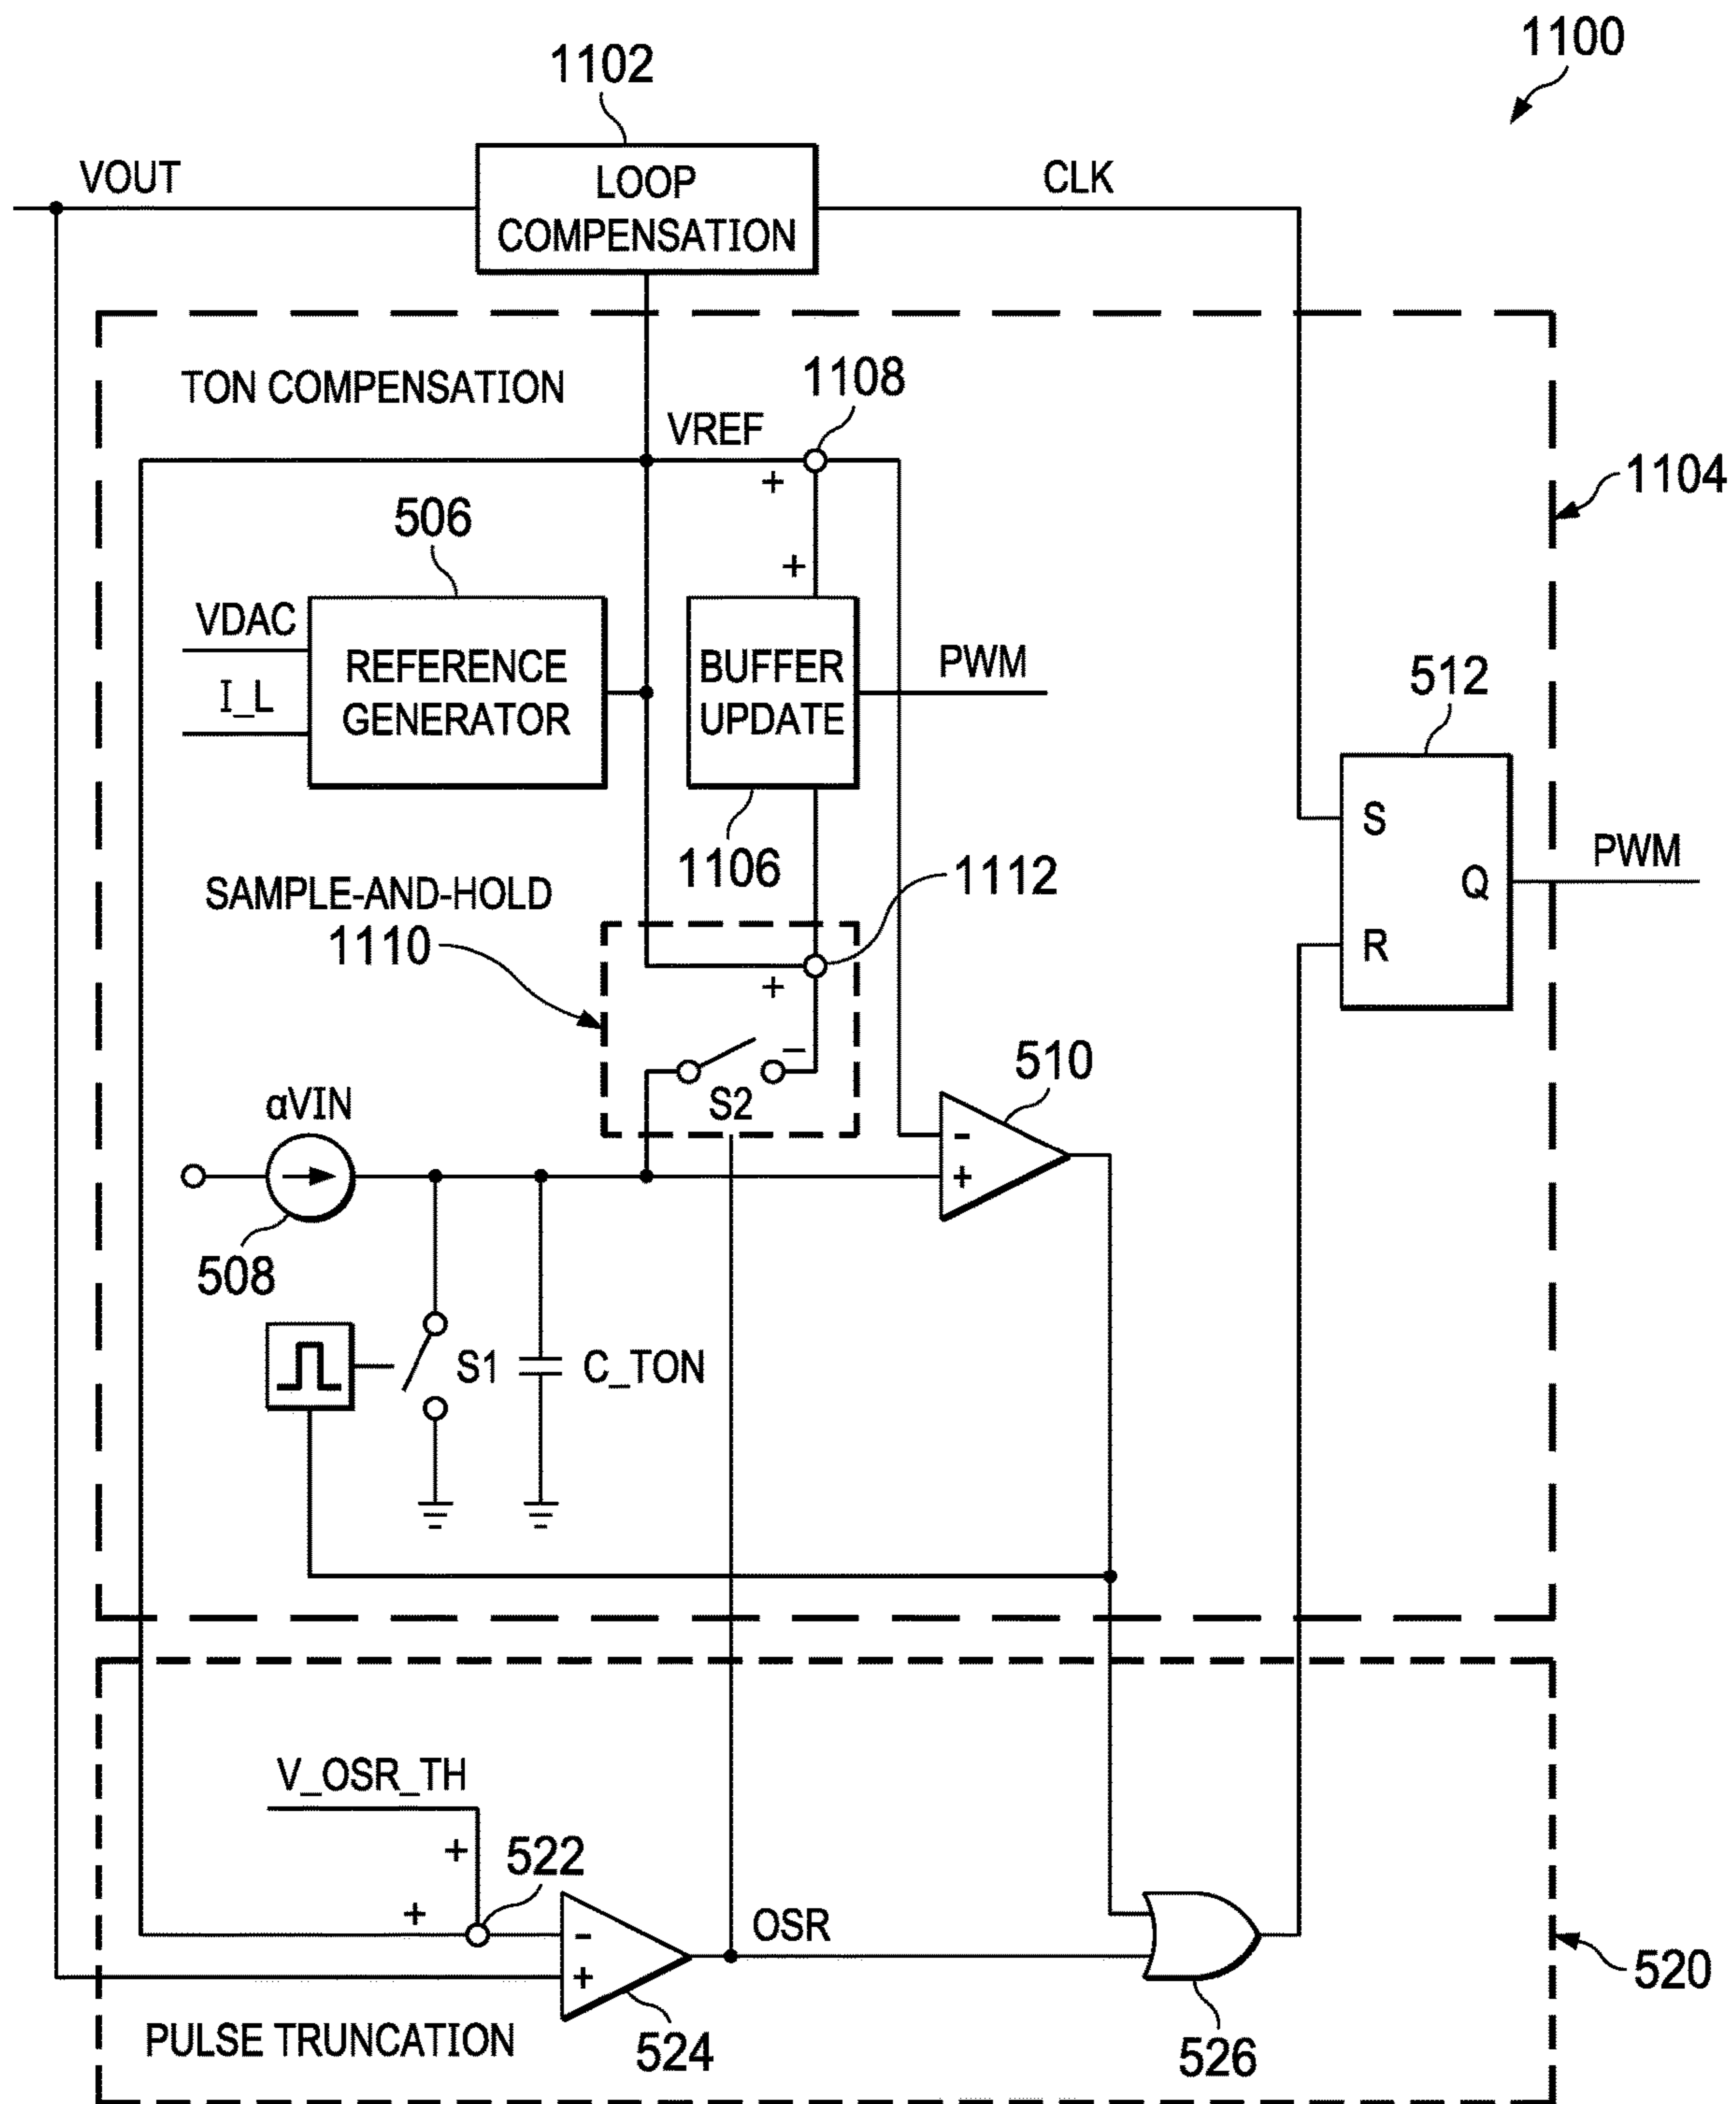 1100
1102
VOUT
LOOP
COMPENSATION
CLK
TON COMPENSATION
1108
VREF
+
1104
506
+
VDAC
I_L
REFERENCE
GENERATOR
BUFFER
UPDATE
PWM
512
S
Q
R
PWM
1106
1112
SAMPLE-AND-HOLD
1110
+
-
S2
510
αVIN
-
+
508
S1
C_TON
V_OSR_TH
+
522
+
-
+
OSR
524
526
520
PULSE TRUNCATION